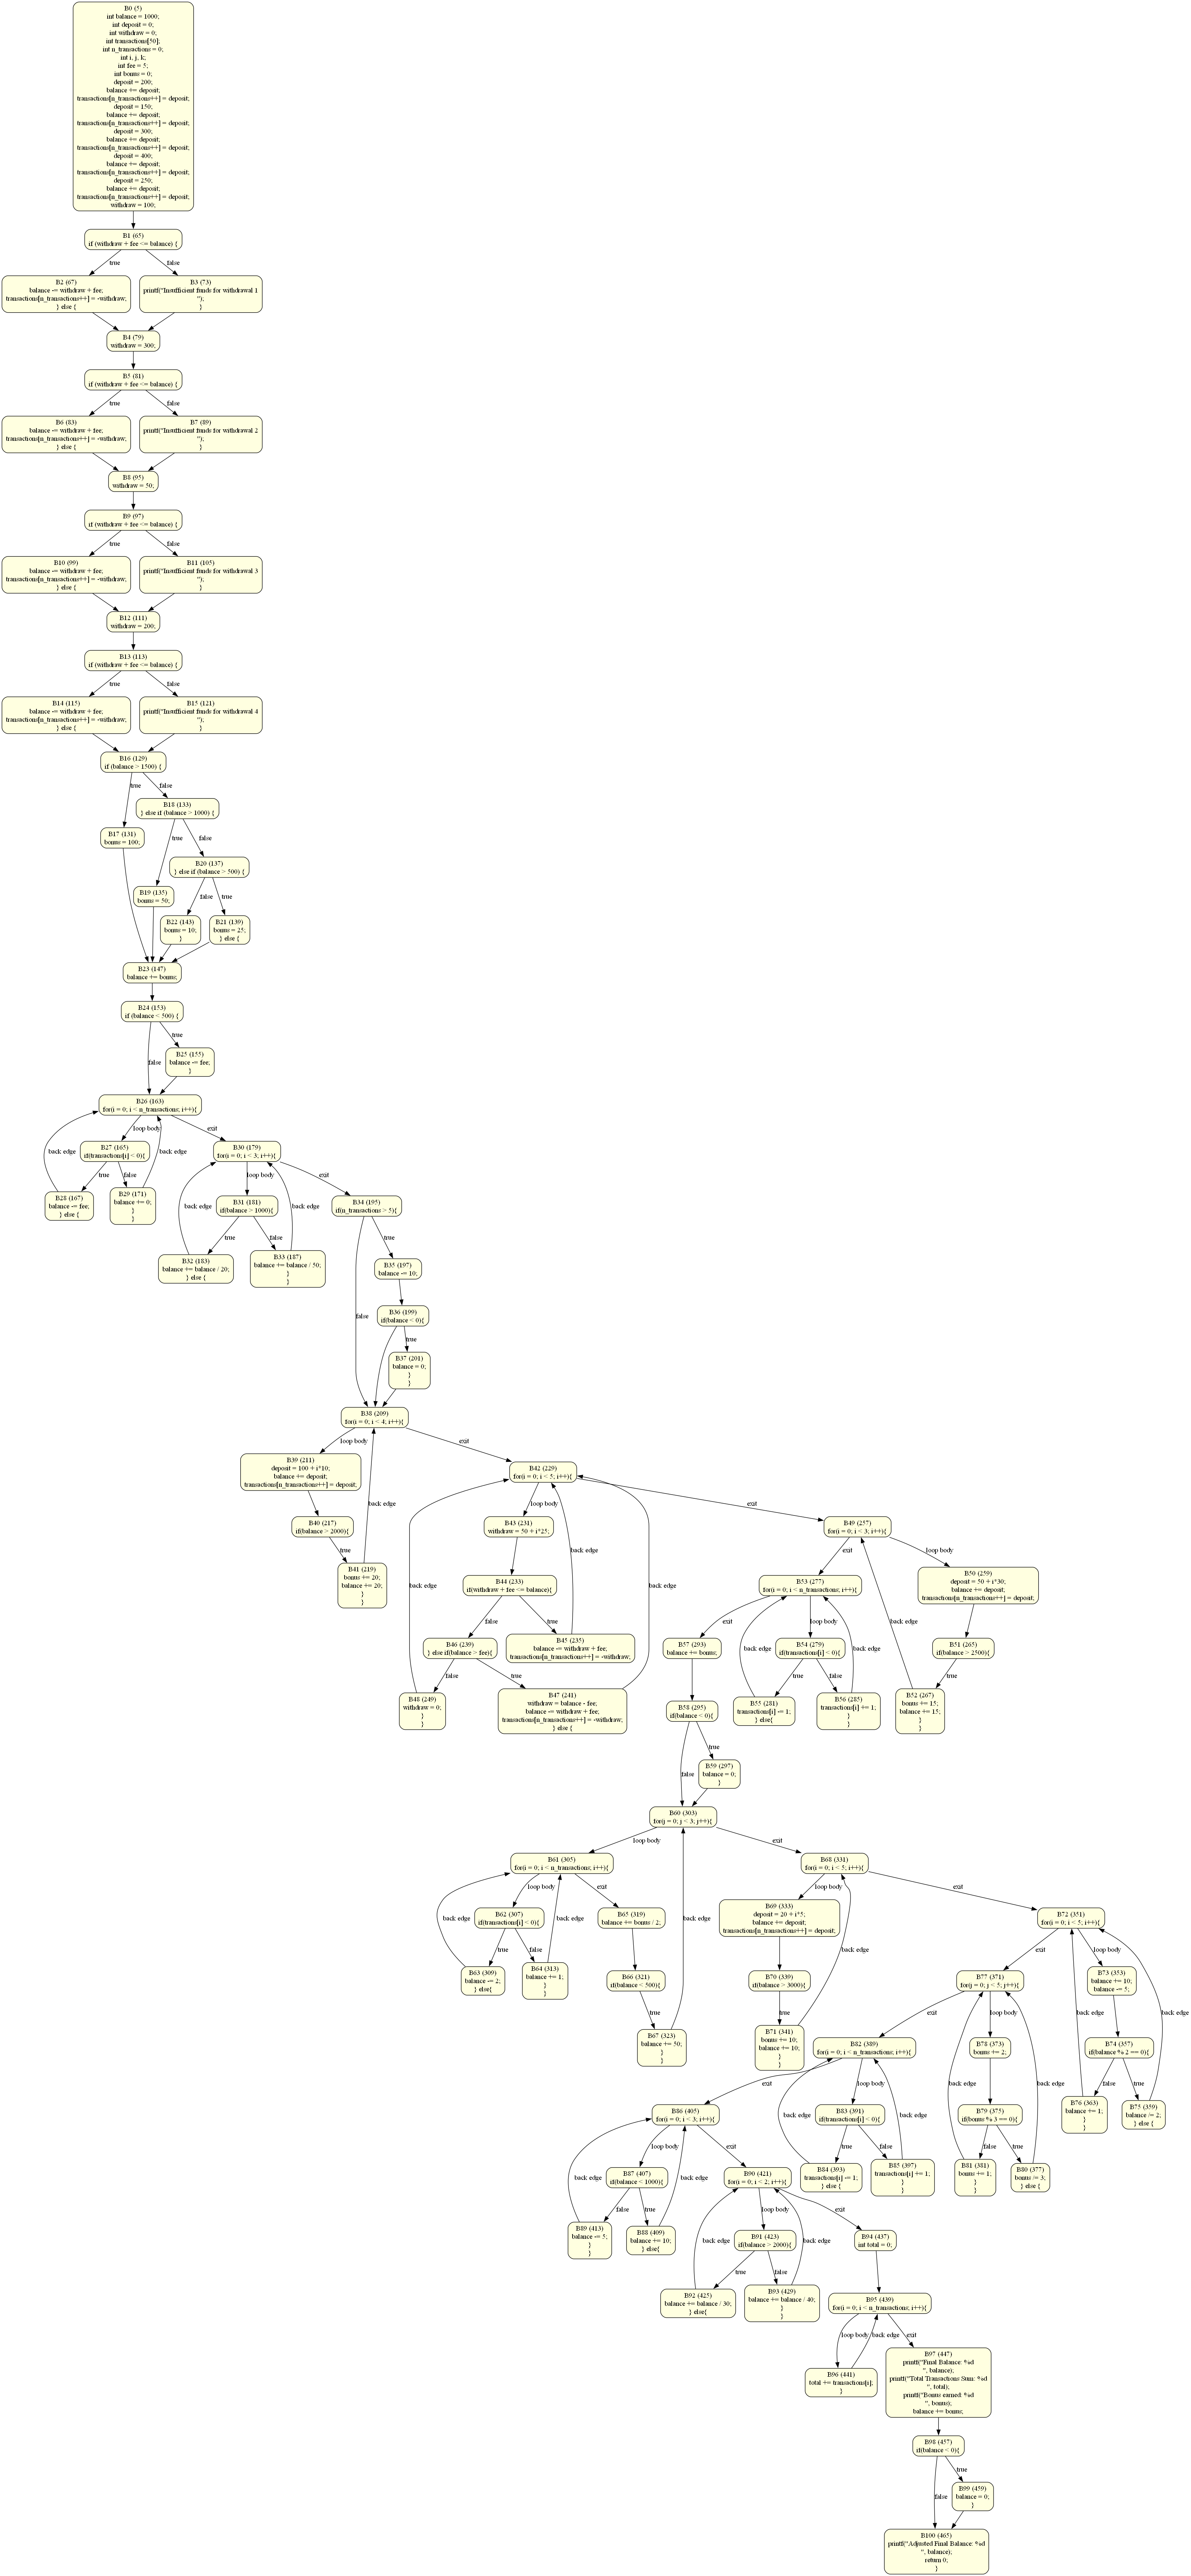 B0 (5)
int balance = 1000;
int deposit = 0;
int withdraw = 0;
int transactions[50];
int n_transactions = 0;
int i, j, k;
int fee = 5;
int bonus = 0;
deposit = 200;
balance += deposit;
transactions[n_transactions++] = deposit;
deposit = 150;
balance += deposit;
transactions[n_transactions++] = deposit;
deposit = 300;
balance += deposit;
transactions[n_transactions++] = deposit;
deposit = 400;
balance += deposit;
transactions[n_transactions++] = deposit;
deposit = 250;
balance += deposit;
transactions[n_transactions++] = deposit;
withdraw = 100;
B1 (65)
if (withdraw + fee <= balance) {
true
false
B2 (67)
balance -= withdraw + fee;
transactions[n_transactions++] = -withdraw;
} else {
B3 (73)
printf("Insufficient funds for withdrawal 1
");
}
B4 (79)
withdraw = 300;
B5 (81)
if (withdraw + fee <= balance) {
true
false
B6 (83)
balance -= withdraw + fee;
transactions[n_transactions++] = -withdraw;
} else {
B7 (89)
printf("Insufficient funds for withdrawal 2
");
}
B8 (95)
withdraw = 50;
B9 (97)
if (withdraw + fee <= balance) {
true
false
B10 (99)
balance -= withdraw + fee;
transactions[n_transactions++] = -withdraw;
} else {
B11 (105)
printf("Insufficient funds for withdrawal 3
");
}
B12 (111)
withdraw = 200;
B13 (113)
if (withdraw + fee <= balance) {
true
false
B14 (115)
balance -= withdraw + fee;
transactions[n_transactions++] = -withdraw;
} else {
B15 (121)
printf("Insufficient funds for withdrawal 4
");
}
B16 (129)
if (balance > 1500) {
true
false
B18 (133)
} else if (balance > 1000) {
B17 (131)
bonus = 100;
true
false
B20 (137)
} else if (balance > 500) {
B19 (135)
bonus = 50;
false
true
B22 (143)
bonus = 10;
}
B21 (139)
bonus = 25;
} else {
B23 (147)
balance += bonus;
B24 (153)
if (balance < 500) {
true
false
B25 (155)
balance -= fee;
}
B26 (163)
for(i = 0; i < n_transactions; i++){
loop body
exit
back edge
back edge
B27 (165)
if(transactions[i] < 0){
true
false
B28 (167)
balance -= fee;
} else {
B29 (171)
balance += 0;
}
}
B30 (179)
for(i = 0; i < 3; i++){
loop body
exit
back edge
back edge
B31 (181)
if(balance > 1000){
true
false
B32 (183)
balance += balance / 20;
} else {
B33 (187)
balance += balance / 50;
}
}
B34 (195)
if(n_transactions > 5){
true
false
B35 (197)
balance -= 10;
B36 (199)
if(balance < 0){
true
B37 (201)
balance = 0;
}
}
B38 (209)
for(i = 0; i < 4; i++){
loop body
exit
back edge
B39 (211)
deposit = 100 + i*10;
balance += deposit;
transactions[n_transactions++] = deposit;
B40 (217)
if(balance > 2000){
true
B41 (219)
bonus += 20;
balance += 20;
}
}
B42 (229)
for(i = 0; i < 5; i++){
loop body
exit
back edge
back edge
back edge
B43 (231)
withdraw = 50 + i*25;
B44 (233)
if(withdraw + fee <= balance){
false
true
B46 (239)
} else if(balance > fee){
B45 (235)
balance -= withdraw + fee;
transactions[n_transactions++] = -withdraw;
false
true
B48 (249)
withdraw = 0;
}
}
B47 (241)
withdraw = balance - fee;
balance -= withdraw + fee;
transactions[n_transactions++] = -withdraw;
} else {
B49 (257)
for(i = 0; i < 3; i++){
exit
loop body
back edge
B50 (259)
deposit = 50 + i*30;
balance += deposit;
transactions[n_transactions++] = deposit;
B51 (265)
if(balance > 2500){
true
B52 (267)
bonus += 15;
balance += 15;
}
}
B53 (277)
for(i = 0; i < n_transactions; i++){
exit
loop body
back edge
back edge
B54 (279)
if(transactions[i] < 0){
true
false
B55 (281)
transactions[i] -= 1;
} else{
B56 (285)
transactions[i] += 1;
}
}
B57 (293)
balance += bonus;
B58 (295)
if(balance < 0){
true
false
B59 (297)
balance = 0;
}
B60 (303)
for(j = 0; j < 3; j++){
loop body
exit
back edge
B61 (305)
for(i = 0; i < n_transactions; i++){
loop body
exit
back edge
back edge
B62 (307)
if(transactions[i] < 0){
true
false
B63 (309)
balance -= 2;
} else{
B64 (313)
balance += 1;
}
}
B65 (319)
balance += bonus / 2;
B66 (321)
if(balance < 500){
true
B67 (323)
balance += 50;
}
}
B68 (331)
for(i = 0; i < 5; i++){
loop body
exit
back edge
B69 (333)
deposit = 20 + i*5;
balance += deposit;
transactions[n_transactions++] = deposit;
B70 (339)
if(balance > 3000){
true
B71 (341)
bonus += 10;
balance += 10;
}
}
B72 (351)
for(i = 0; i < 5; i++){
exit
loop body
back edge
back edge
B73 (353)
balance += 10;
balance -= 5;
B74 (357)
if(balance % 2 == 0){
false
true
B76 (363)
balance += 1;
}
}
B75 (359)
balance /= 2;
} else {
B77 (371)
for(j = 0; j < 5; j++){
exit
loop body
back edge
back edge
B78 (373)
bonus += 2;
B79 (375)
if(bonus % 3 == 0){
false
true
B81 (381)
bonus += 1;
}
}
B80 (377)
bonus /= 3;
} else {
B82 (389)
for(i = 0; i < n_transactions; i++){
exit
loop body
back edge
back edge
B83 (391)
if(transactions[i] < 0){
true
false
B84 (393)
transactions[i] -= 1;
} else {
B85 (397)
transactions[i] += 1;
}
}
B86 (405)
for(i = 0; i < 3; i++){
loop body
exit
back edge
back edge
B87 (407)
if(balance < 1000){
false
true
B89 (413)
balance -= 5;
}
}
B88 (409)
balance += 10;
} else{
B90 (421)
for(i = 0; i < 2; i++){
loop body
exit
back edge
back edge
B91 (423)
if(balance > 2000){
true
false
B92 (425)
balance += balance / 30;
} else{
B93 (429)
balance += balance / 40;
}
}
B94 (437)
int total = 0;
B95 (439)
for(i = 0; i < n_transactions; i++){
loop body
back edge
exit
B96 (441)
total += transactions[i];
}
B97 (447)
printf("Final Balance: %d
", balance);
printf("Total Transactions Sum: %d
", total);
printf("Bonus earned: %d
", bonus);
balance += bonus;
B98 (457)
if(balance < 0){
true
false
B99 (459)
balance = 0;
}
B100 (465)
printf("Adjusted Final Balance: %d
", balance);
return 0;
}